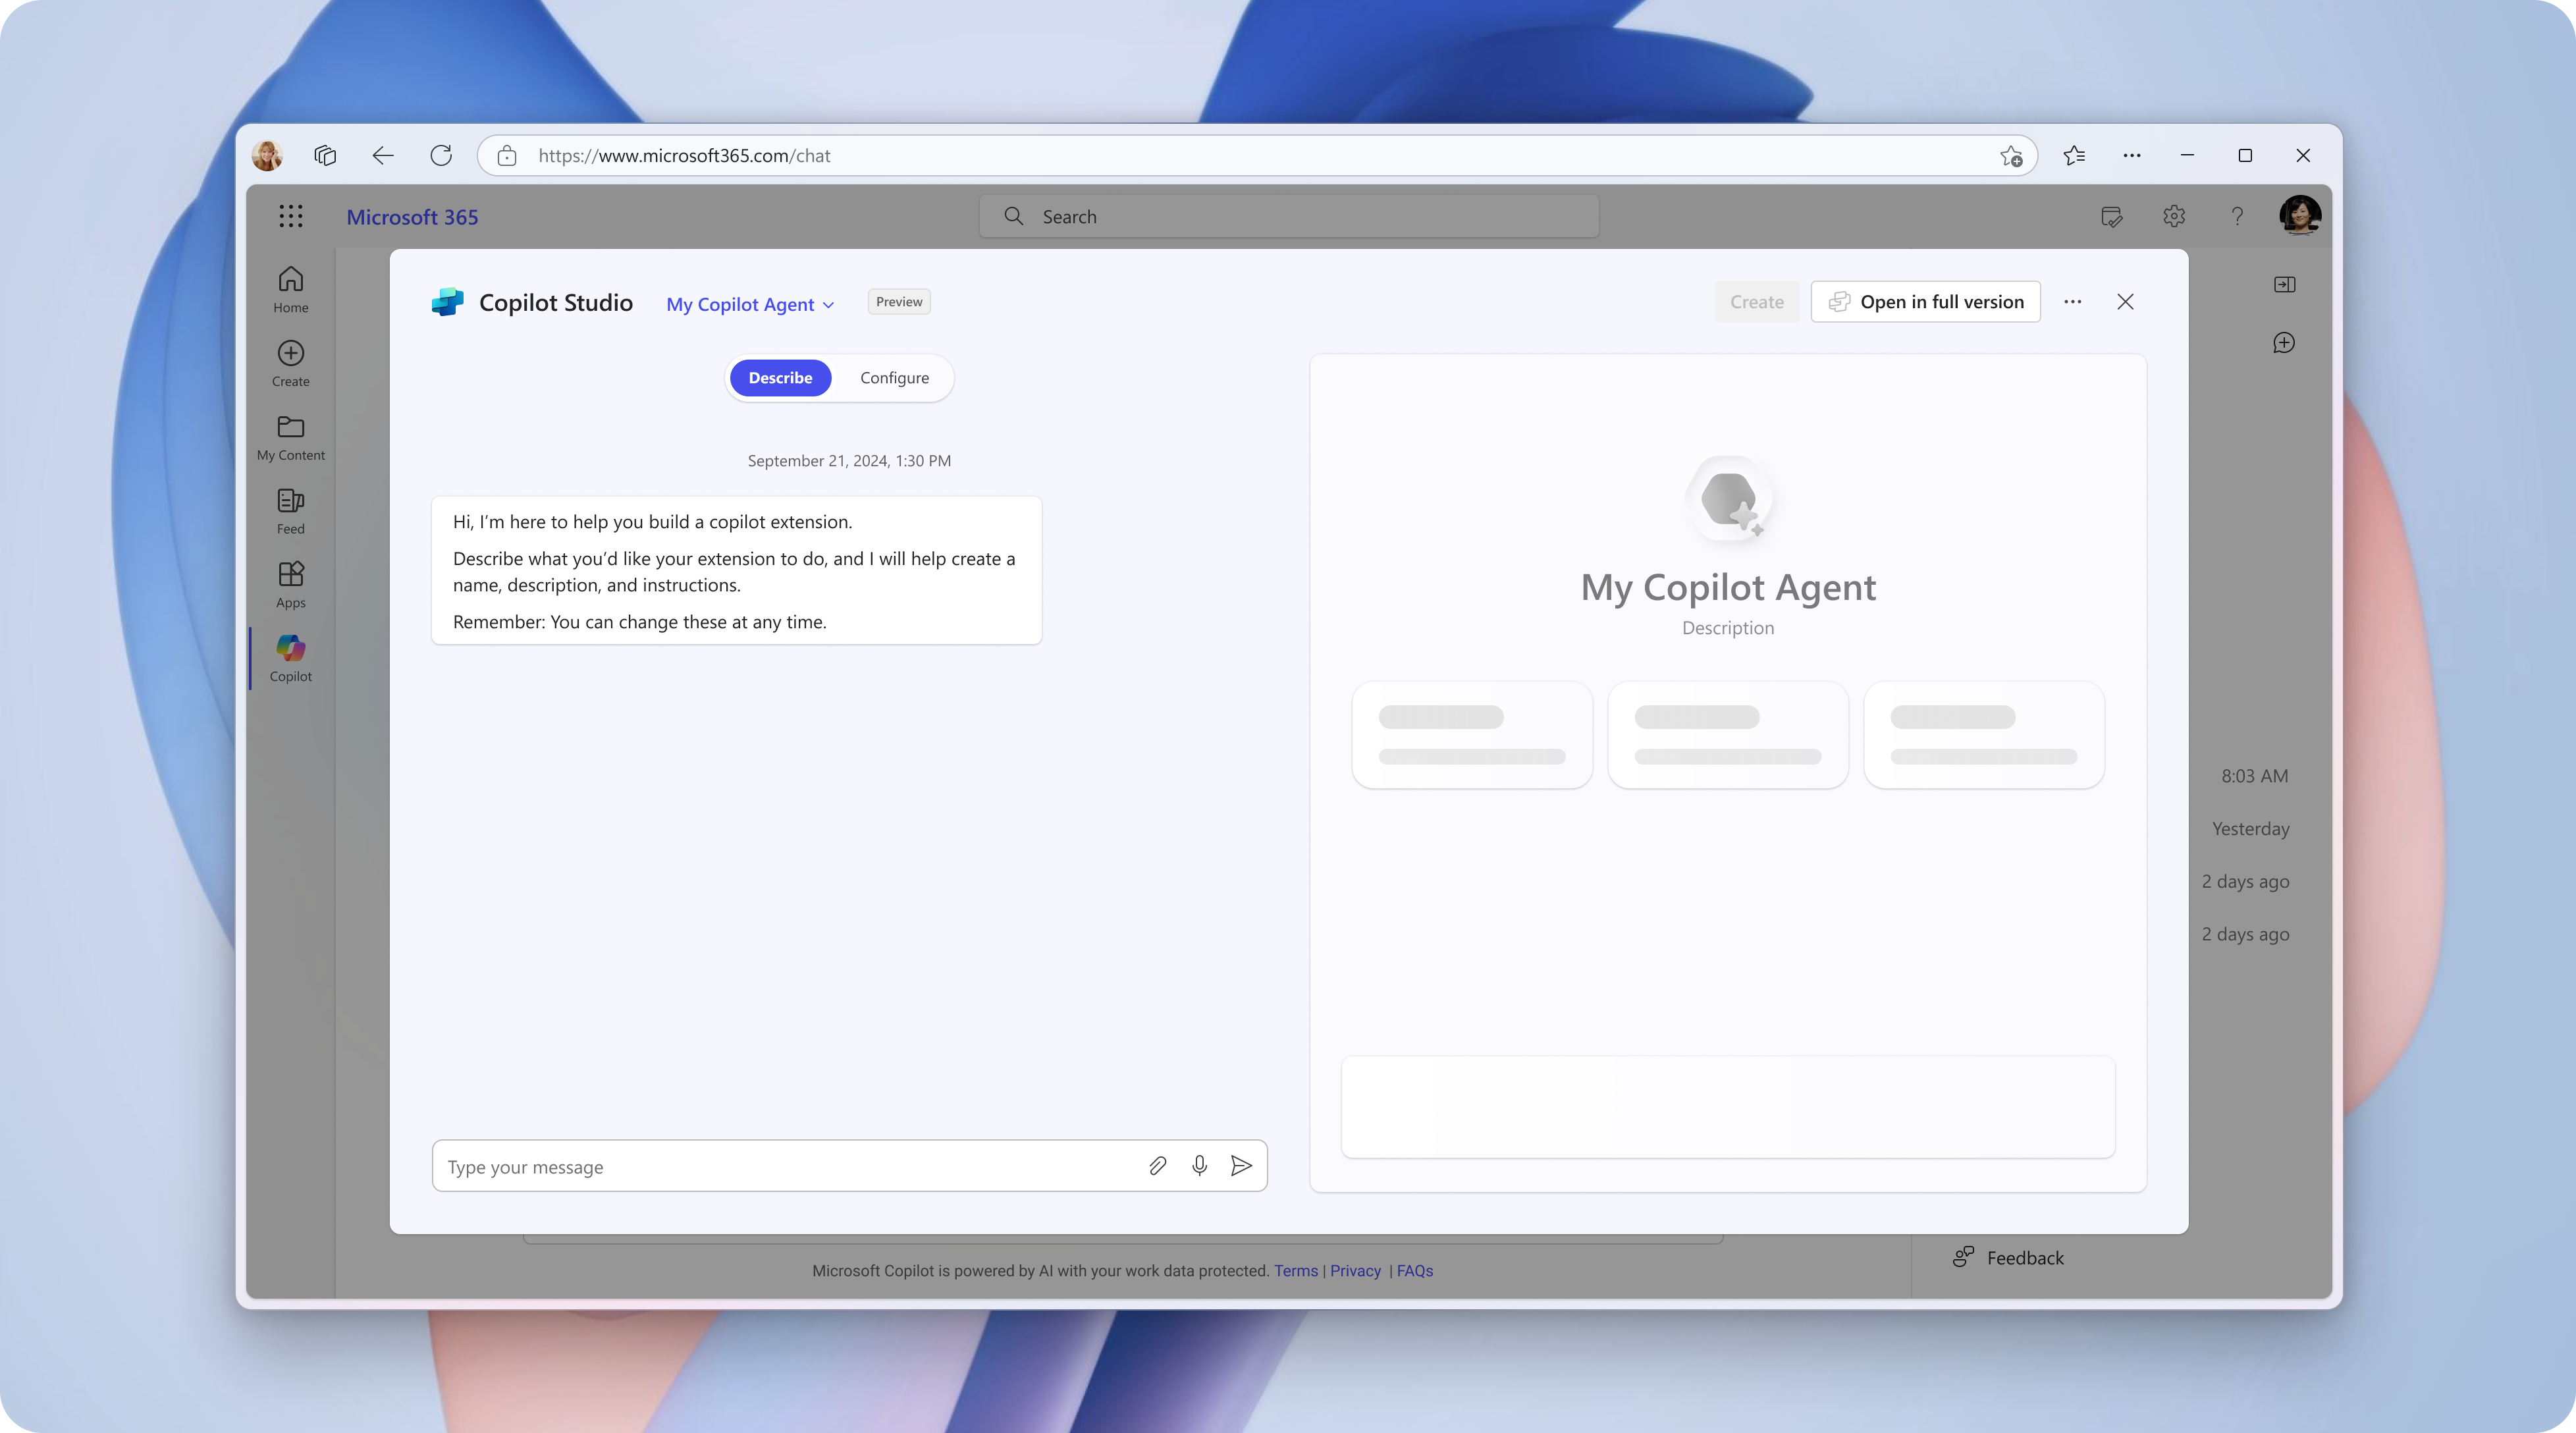 https://www.microsoft365.com/chat
Microsoft 365
Search
Home
Create
My Content
Feed
Apps
Copilot
Copilot Studio
My Copilot Agent
Preview
Create
Open in full version
Describe
Configure
September 21, 2024, 1:30 PM
Hi, I’m here to help you build a copilot extension.
Describe what you’d like your extension to do, and I will help create a
name, description, and instructions.
Remember: You can change these at any time.
Type your message
My Copilot Agent
Description
8:03 AM
Yesterday
2 days ago
2 days ago
Microsoft Copilot is powered by AI with your work data protected. Terms | Privacy | FAQs
Feedback